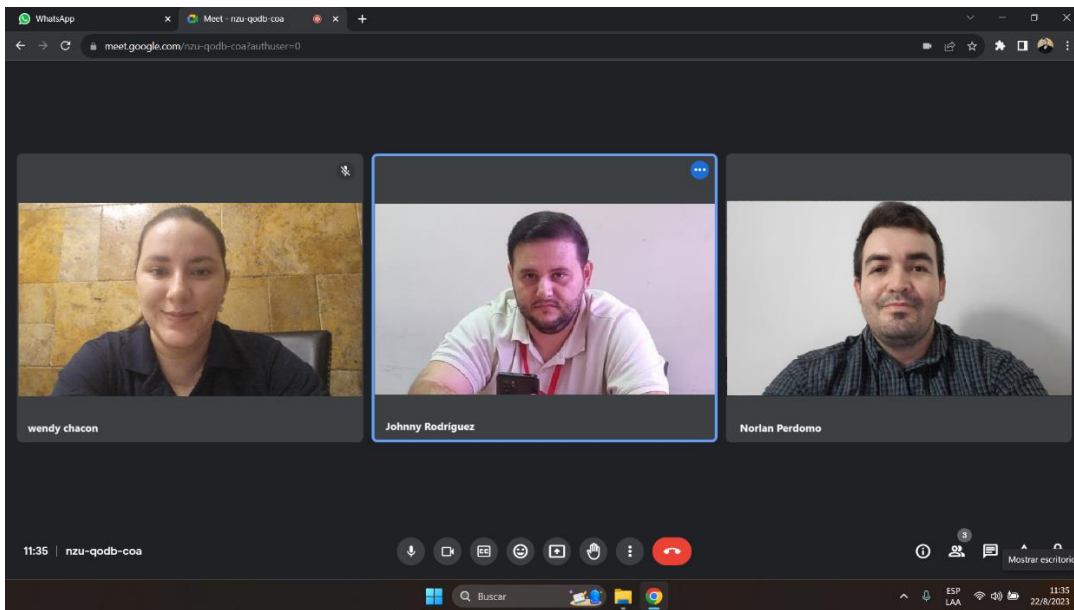 WhatsApp
Meet - nzu-qodb-coa
meet.google.com/nzu-qodb-coa?authuser=0
wendy chacon
Johnny Rodríguez
Norlan Perdomo
11:35 | nzu-qodb-coa
CC
3
Mostrar escritorio
Buscar
ESP
LAA
11:35
22/8/2023